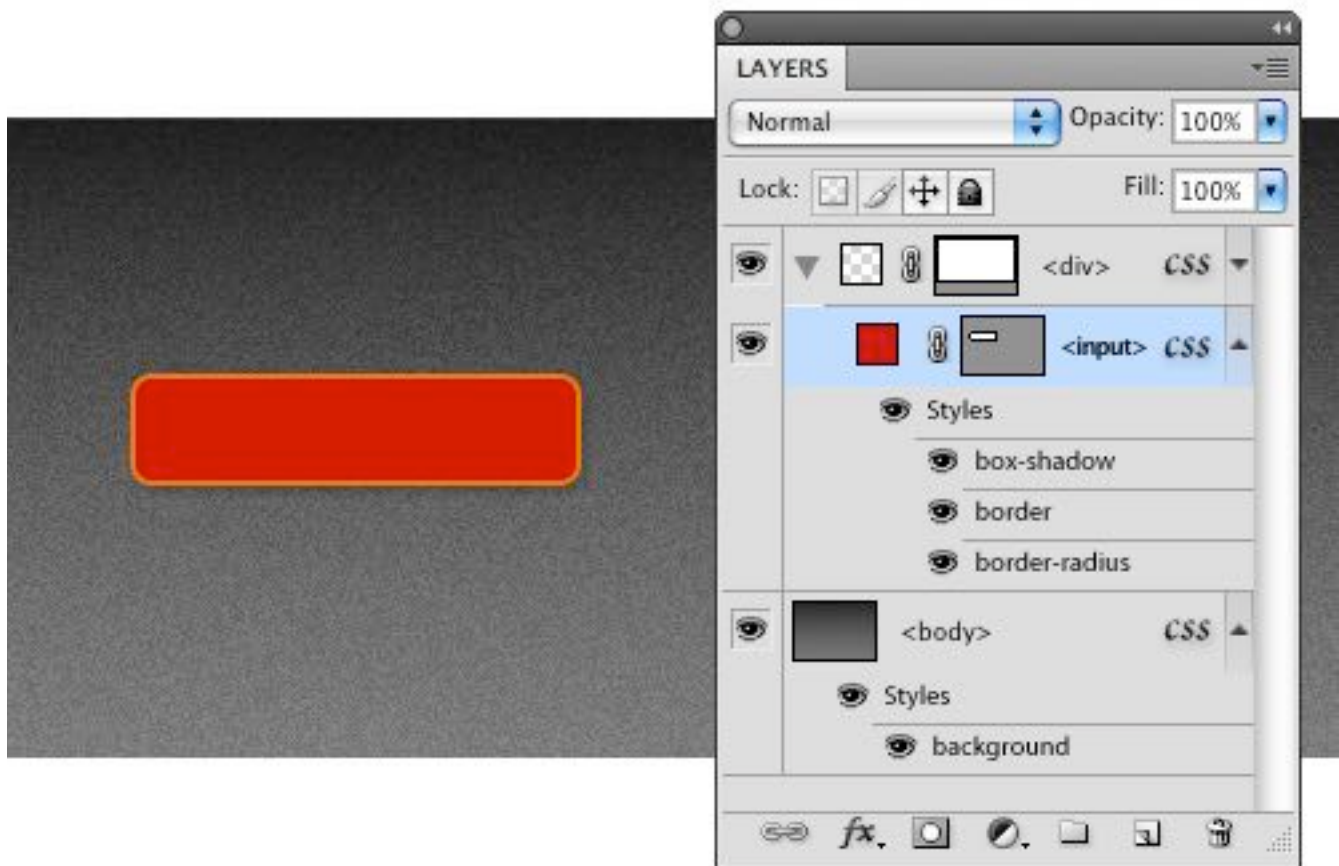 LAYERS
Normal Opacity: 100%
Lock: Fill: 100%
<div> CSS
<input> CSS
Styles
box-shadow
border
border-radius
<body> CSS
Styles
background
fx.